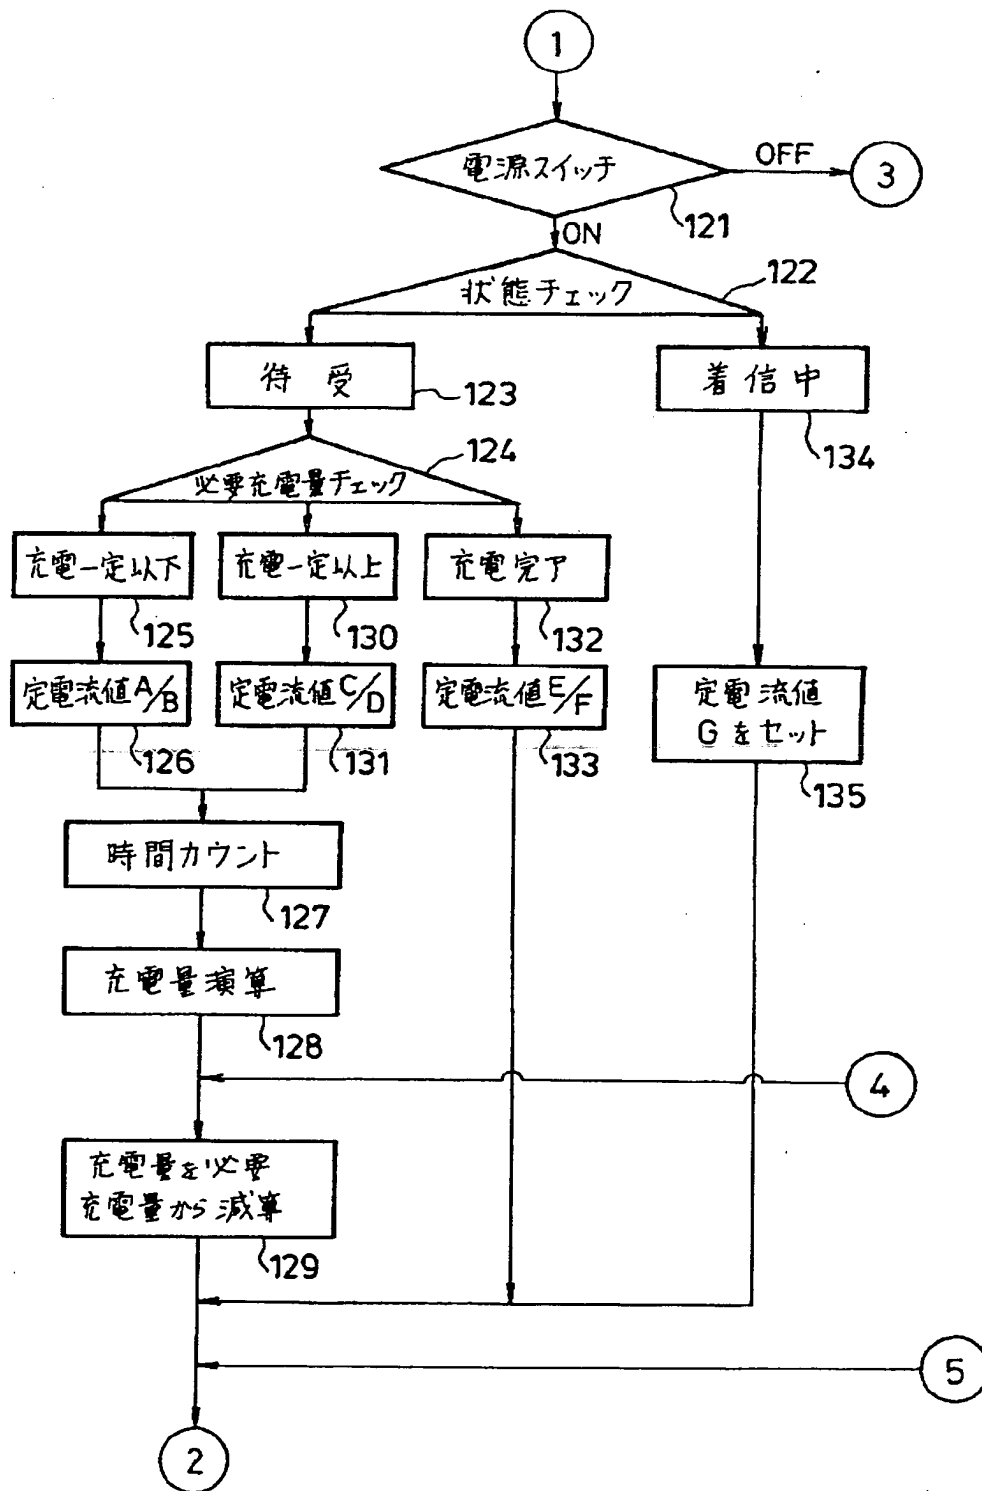 1
電源スイッチ
OFF
3
121
ON
状態チェック
122
待受
123
着信中
134
必要充電量チェック
124
充電一定以下
125
充電一定以上
130
充電完了
132
定電流値A/B
126
定電流値C/D
131
定電流値E/F
133
定電流値
Gをセット
135
時間カウント
127
充電量演算
128
4
充電量を必要
充電量から減算
129
5
2